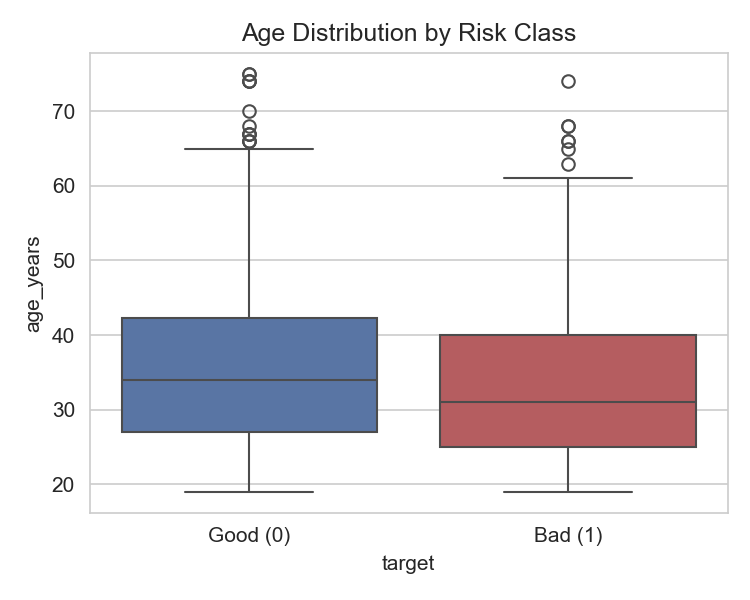 Age Distribution by Risk Class
age_years
70
60
50
40
30
20
Good (0)
Bad (1)
target